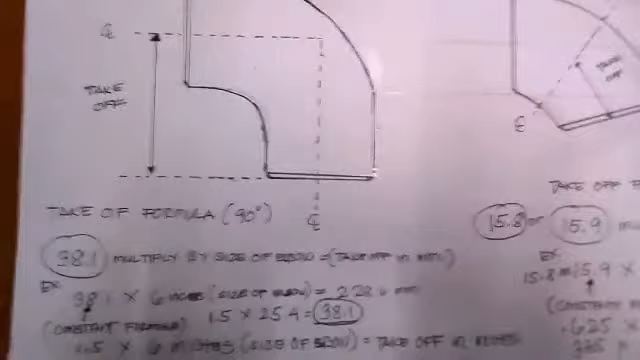 ℄
TAKE
OFF
℄
TAKE
OFF
℄
TAKE OF FORMULA (90°)
38.1 MULTIPLY BY SIZE OF ELBOW = (TAKE OFF IN MM.)
EX.
38.1 X 6 INCHES (SIZE OF ELBOW) = 228.6 mm
(CONSTANT FORMULA) 1.5 X 25.4 = 38.1
1.5 X 6 INCHES (SIZE OF ELBOW) = TAKE OFF IN INCHES
TAKE OFF F
15.8 or 15.9
EX.
15.8 or 15.9 X
(CONSTANT
.625 X